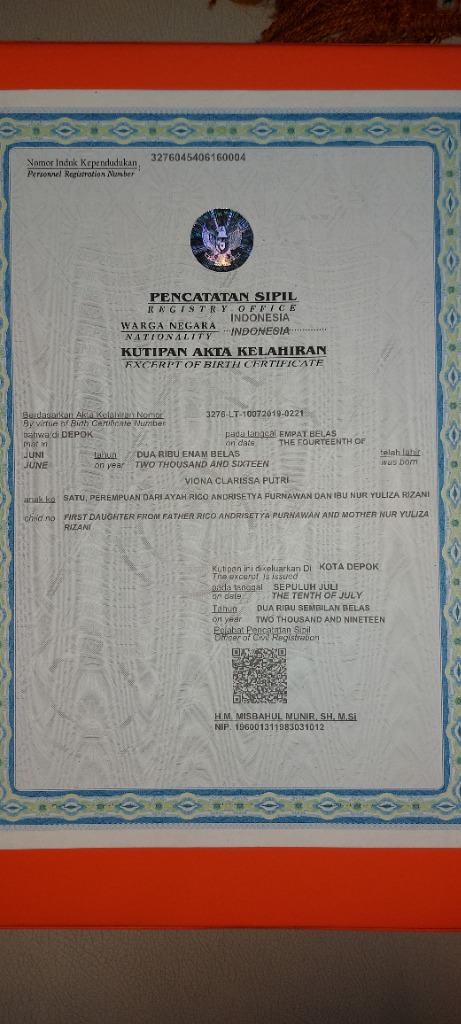 Nomor Induk Kependudukan : 3276045406160004
Personnel Registration Number
PENCATATAN SIPIL
REGISTRY OFFICE
WARGA NEGARA INDONESIA
NATIONALITY INDONESIA
KUTIPAN AKTA KELAHIRAN
EXCERPT OF BIRTH CERTIFICATE
Berdasarkan Akta Kelahiran Nomor 3276-LT-10072019-0221
By virtue of Birth Certificate Number
bahwa di DEPOK pada tanggal EMPAT BELAS
that in on date THE FOURTEENTH OF
JUNI tahun DUA RIBU ENAM BELAS telah lahir
JUNE on year TWO THOUSAND AND SIXTEEN was born
VIONA CLARISSA PUTRI
anak ke SATU, PEREMPUAN DARI AYAH RICO ANDRISETYA PURNAWAN DAN IBU NUR YULIZA RIZANI
child no FIRST DAUGHTER FROM FATHER RICO ANDRISETYA PURNAWAN AND MOTHER NUR YULIZA
RIZANI
Kutipan ini dikeluarkan Di KOTA DEPOK
The excerpt is issued
pada tanggal SEPULUH JULI
on date THE TENTH OF JULY
Tahun DUA RIBU SEMBILAN BELAS
on year TWO THOUSAND AND NINETEEN
Pejabat Pencatatan Sipil
Officer of Civil Registration
H.M. MISBAHUL MUNIR, SH, M.Si
NIP. 196001311983031012